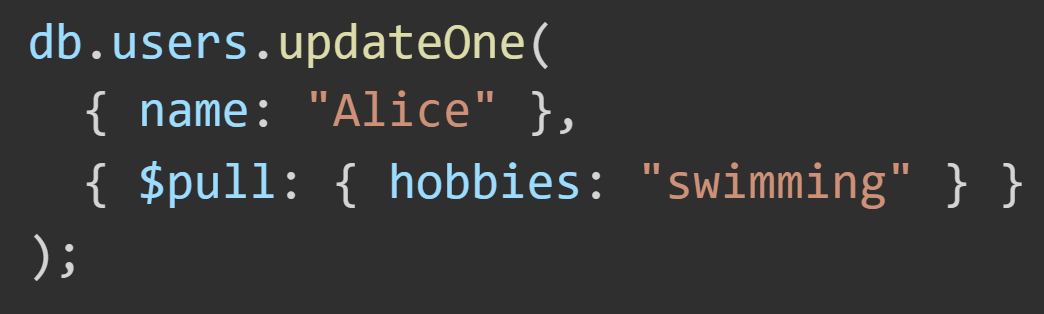 db.users.updateOne(
{ name: "Alice" },
{ $pull: { hobbies: "swimming" } }
);